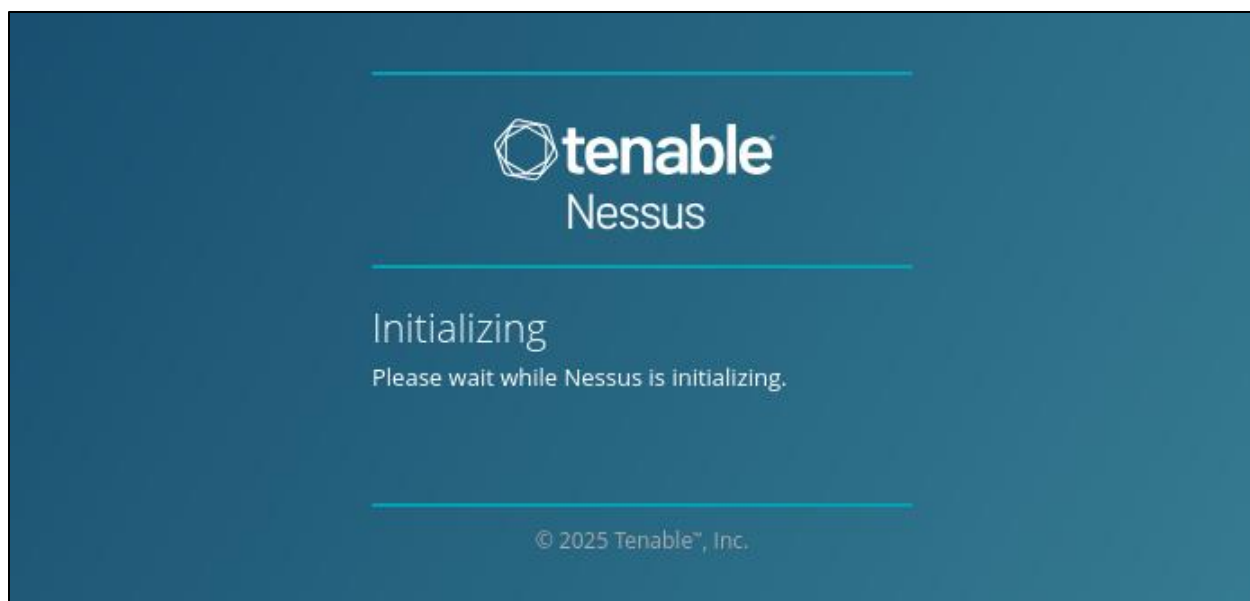 tenable®
Nessus
Initializing
Please wait while Nessus is initializing.
© 2025 Tenable™, Inc.